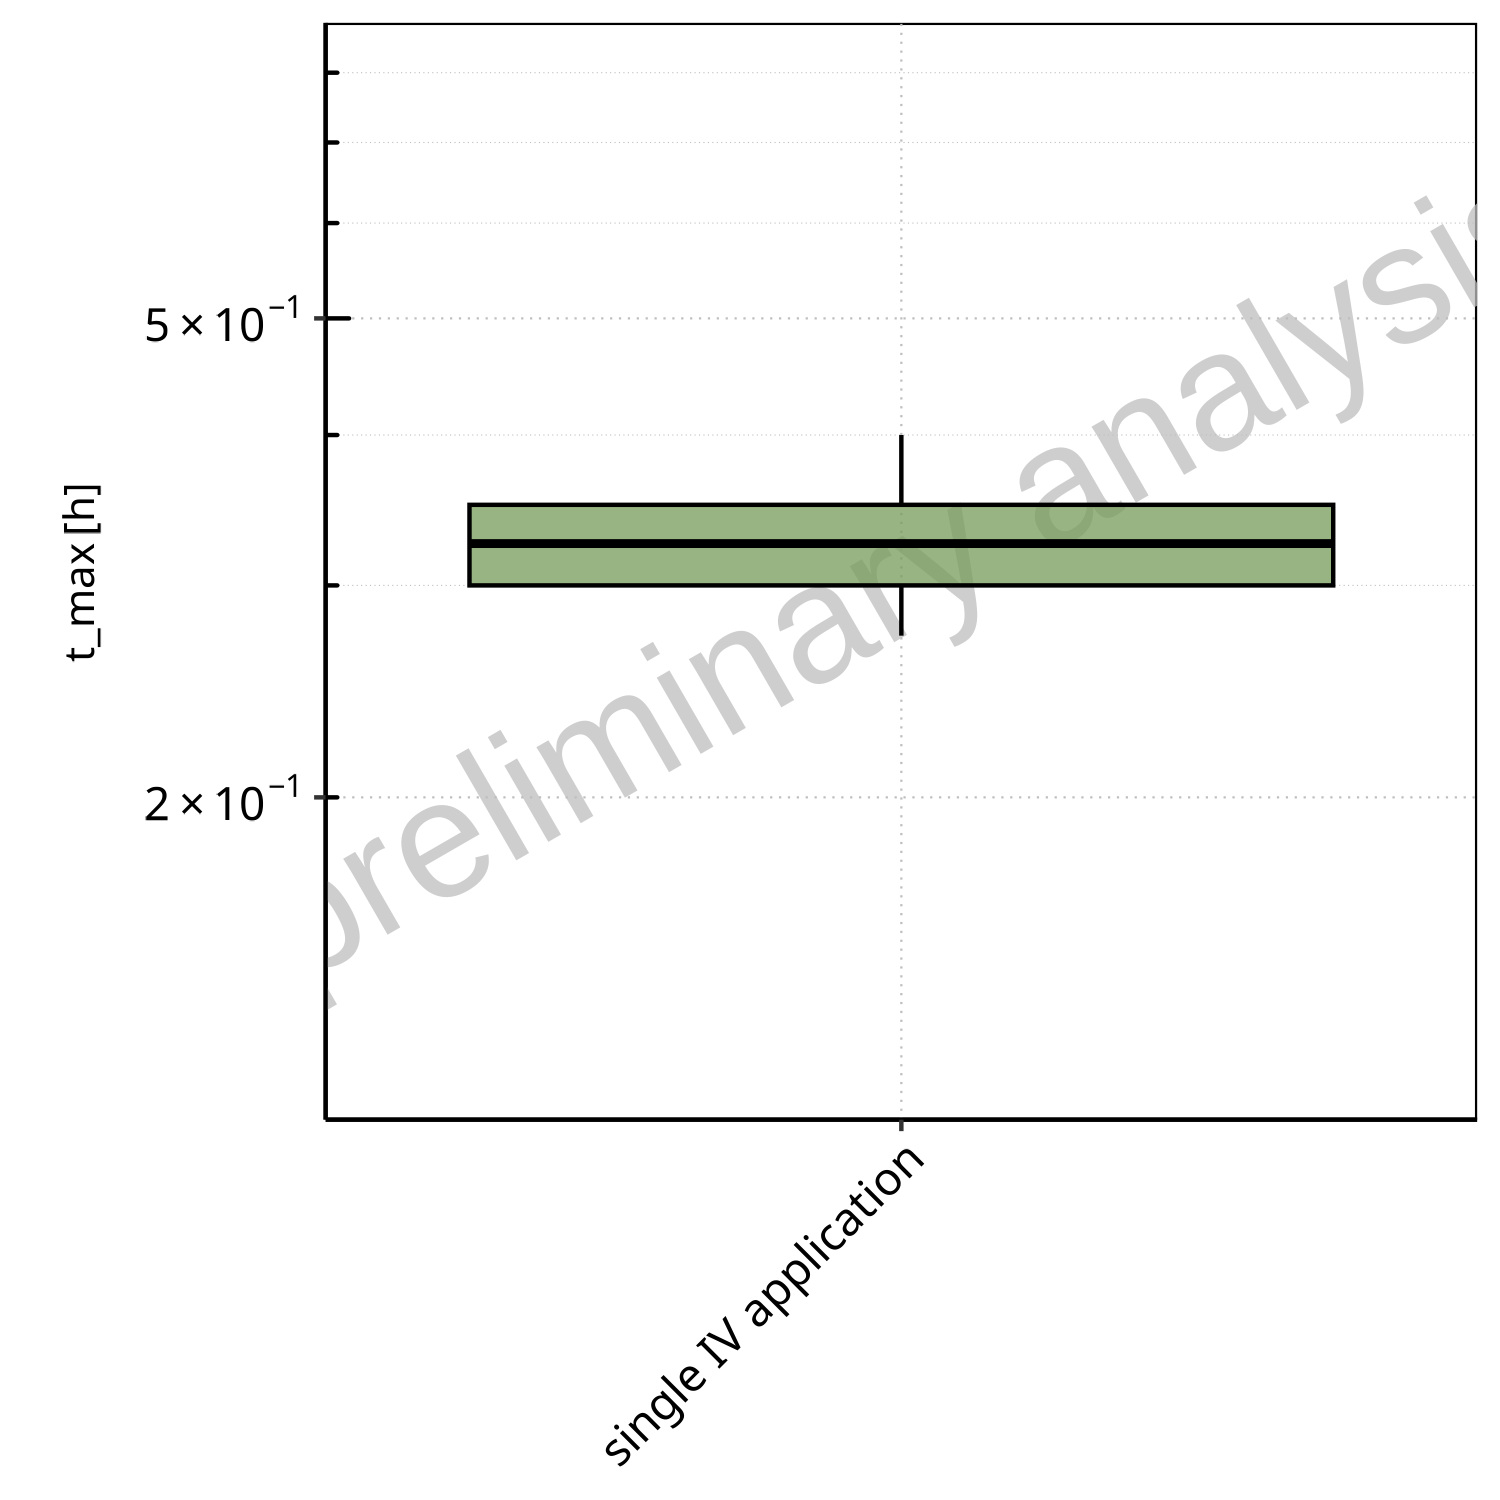 5 × 10⁻¹
t_max [h]
2 × 10⁻¹
preliminary analysis
single IV application